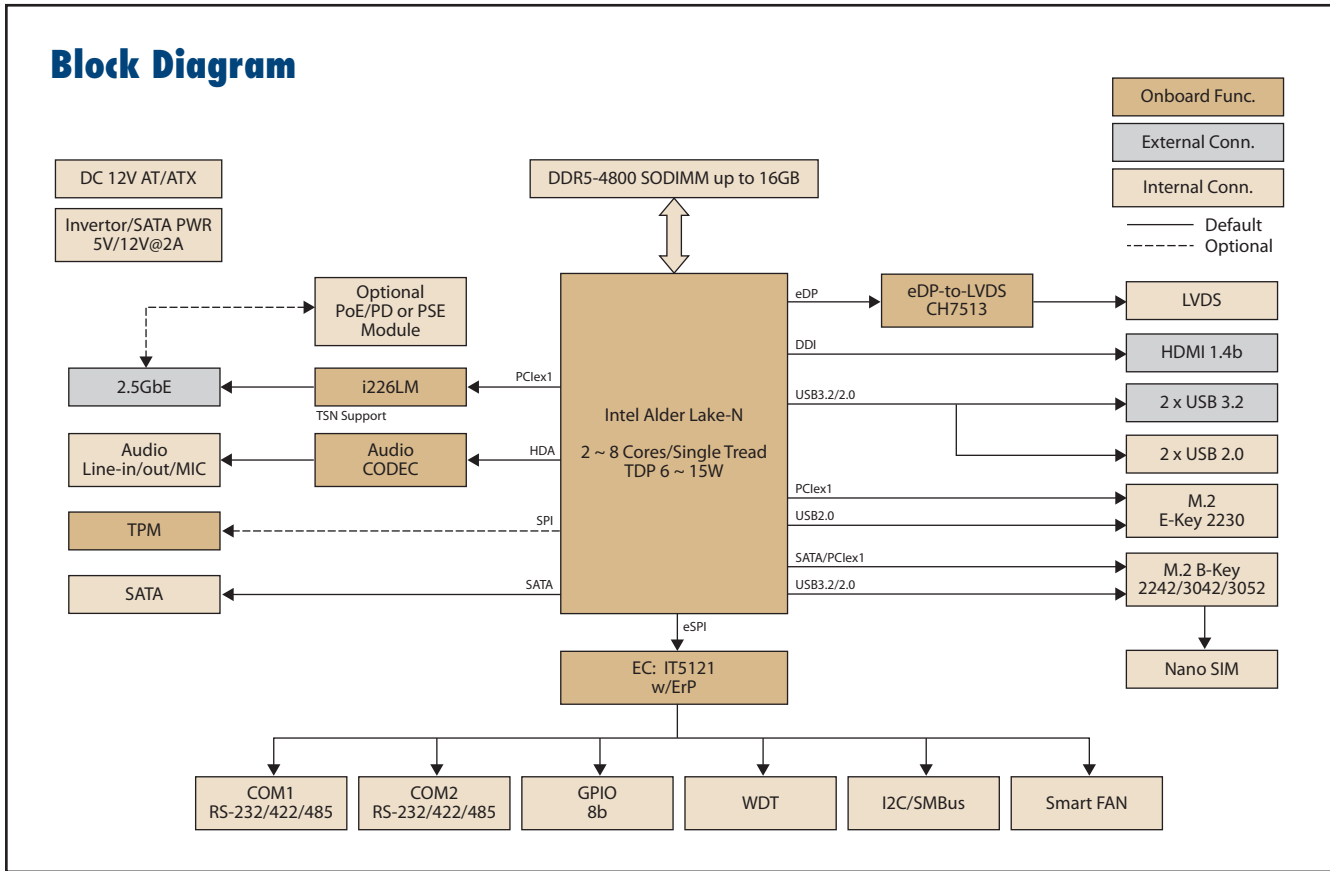 Block Diagram
Onboard Func.
External Conn.
Internal Conn.
Default
Optional
DC 12V AT/ATX
Invertor/SATA PWR
5V/12V@2A
DDR5-4800 SODIMM up to 16GB
Optional
PoE/PD or PSE
Module
2.5GbE
i226LM
TSN Support
PCIex1
Audio
Line-in/out/MIC
Audio
CODEC
HDA
TPM
SPI
SATA
SATA
Intel Alder Lake-N
2 ~ 8 Cores/Single Tread
TDP 6 ~ 15W
eDP
eDP-to-LVDS
CH7513
LVDS
DDI
HDMI 1.4b
USB3.2/2.0
2 x USB 3.2
2 x USB 2.0
PCIex1
USB2.0
M.2
E-Key 2230
SATA/PCIex1
USB3.2/2.0
M.2 B-Key
2242/3042/3052
Nano SIM
eSPI
EC: IT5121
w/ErP
COM1
RS-232/422/485
COM2
RS-232/422/485
GPIO
8b
WDT
I2C/SMBus
Smart FAN